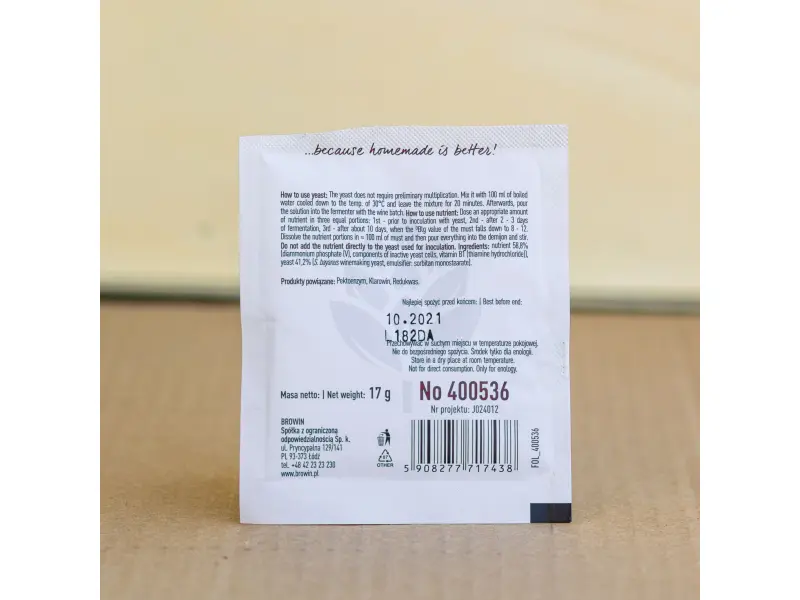 ...because homemade is better!
How to use yeast: The yeast does not require preliminary multiplication. Mix it with 100 ml of boiled
water cooled down to the temp. of 30°C and leave the mixture for 20 minutes. Afterwards, pour
the solution into the fermenter with the wine batch. How to use nutrient: Dose an appropriate amount
of nutrient in three equal portions: 1st - prior to inoculation with yeast, 2nd - after 2 - 3 days
of fermentation, 3rd - after about 10 days, when the °Blg value of the must falls down to 8 - 12.
Dissolve the nutrient portions in ≈ 100 ml of must and then pour everything into the demijon and stir.
Do not add the nutrient directly to the yeast used for inoculation. Ingredients: nutrient 58,8%
(diammonium phosphate (V), components of inactive yeast cells, vitamin B1 (thiamine hydrochloride)),
yeast 41,2% (S. bayanus winemaking yeast, emulsifier: sorbitan monostearate).
Produkty powiązane: Pektoenzym, Klarowin, Redukwas.
Najlepiej spożyć przed końcem: | Best before end:
10.2021
L182DA
Przechowywać w suchym miejscu w temperaturze pokojowej.
Nie do bezpośredniego spożycia. Środek tylko dla enologii.
Store in a dry place at room temperature.
Not for direct consumption. Only for enology.
Masa netto: | Net weight: 17 g
No 400536
Nr projektu: J024012
BROWIN
Spółka z ograniczoną
odpowiedzialnością Sp. k.
ul. Pryncypalna 129/141
PL 93-373 Łódź
tel. +48 42 23 23 230
www.browin.pl
97
OTHER
5 908277 717438
FOL_400536